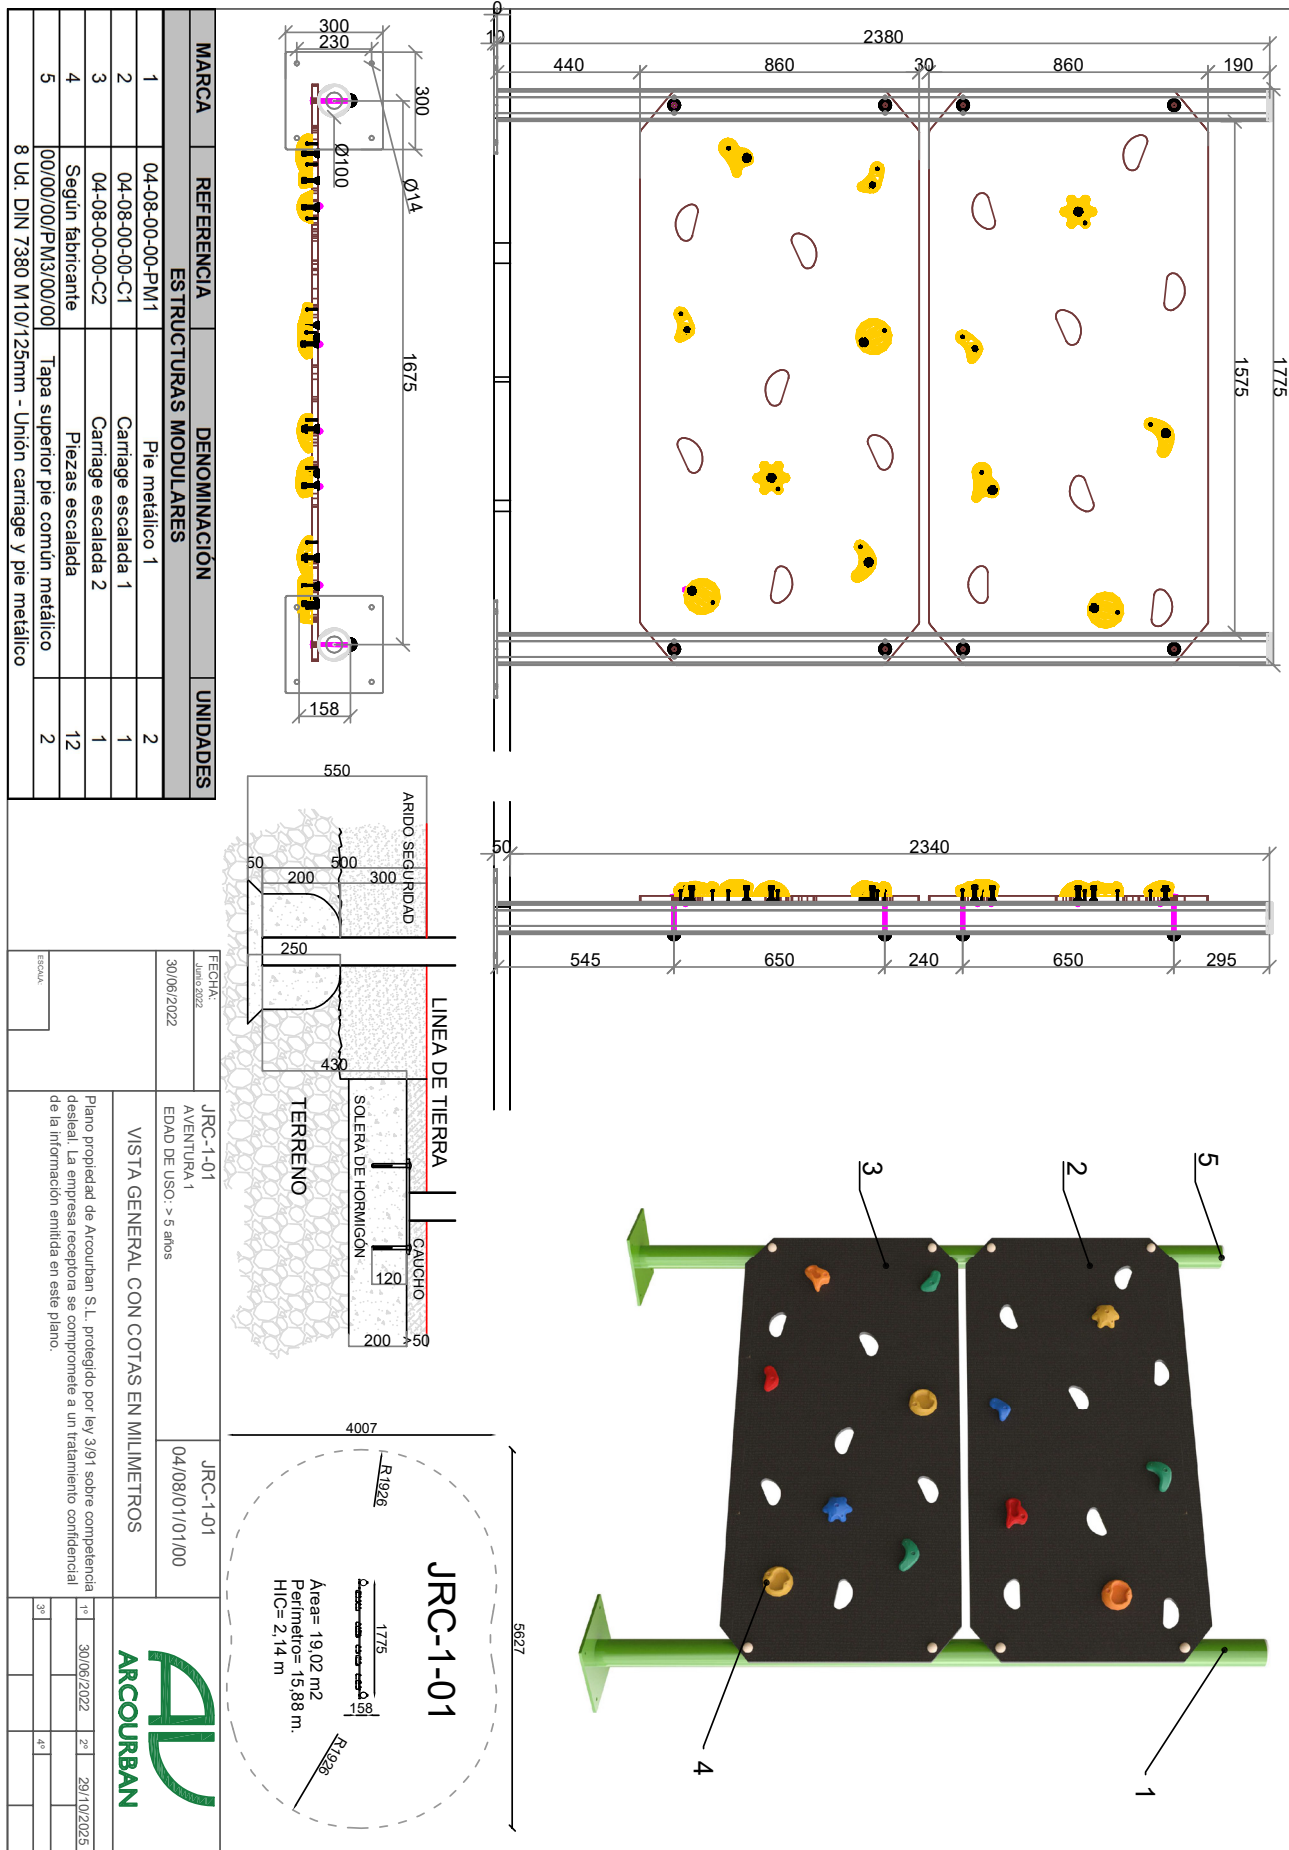 0
10
2380
440
860
30
860
190
1775
1575
300
230
300
Ø14
Ø100
1675
158
MARCA REFERENCIA DENOMINACIÓN UNIDADES
ESTRUCTURAS MODULARES
1 04-08-00-00-PM1 Pie metálico 1 2
2 04-08-00-00-C1 Carriage escalada 1 1
3 04-08-00-00-C2 Carriage escalada 2 1
4 Según fabricante Piezas escalada 12
5 00/00/00/PM3/00/00 Tapa superior pie común metálico 2
8 Ud. DIN 7380 M10/125mm - Unión carriage y pie metálico
50
2340
545
650
240
650
295
550
ARIDO SEGURIDAD
50
500
200
300
250
LINEA DE TIERRA
430
TERRENO
SOLERA DE HORMIGÓN
CAUCHO
120
200
>50
5
2
3
4
1
4007
5627
R1926
JRC-1-01
1775
158
Área= 19,02 m2
Perímetro= 15,88 m.
HIC= 2,14 m
R1926
FECHA:
Junio 2022
30/06/2022
ESCALA:
JRC-1-01
AVENTURA 1
EDAD DE USO: > 5 años
JRC-1-01
04/08/01/01/00
VISTA GENERAL CON COTAS EN MILIMETROS
Plano propiedad de Arcourban S.L. protegido por ley 3/91 sobre competencia
desleal. La empresa receptora se compromete a un tratamiento confidencial
de la información emitida en este plano.
ARCOURBAN
1º 30/06/2022 2º 29/10/2025
3º 4º